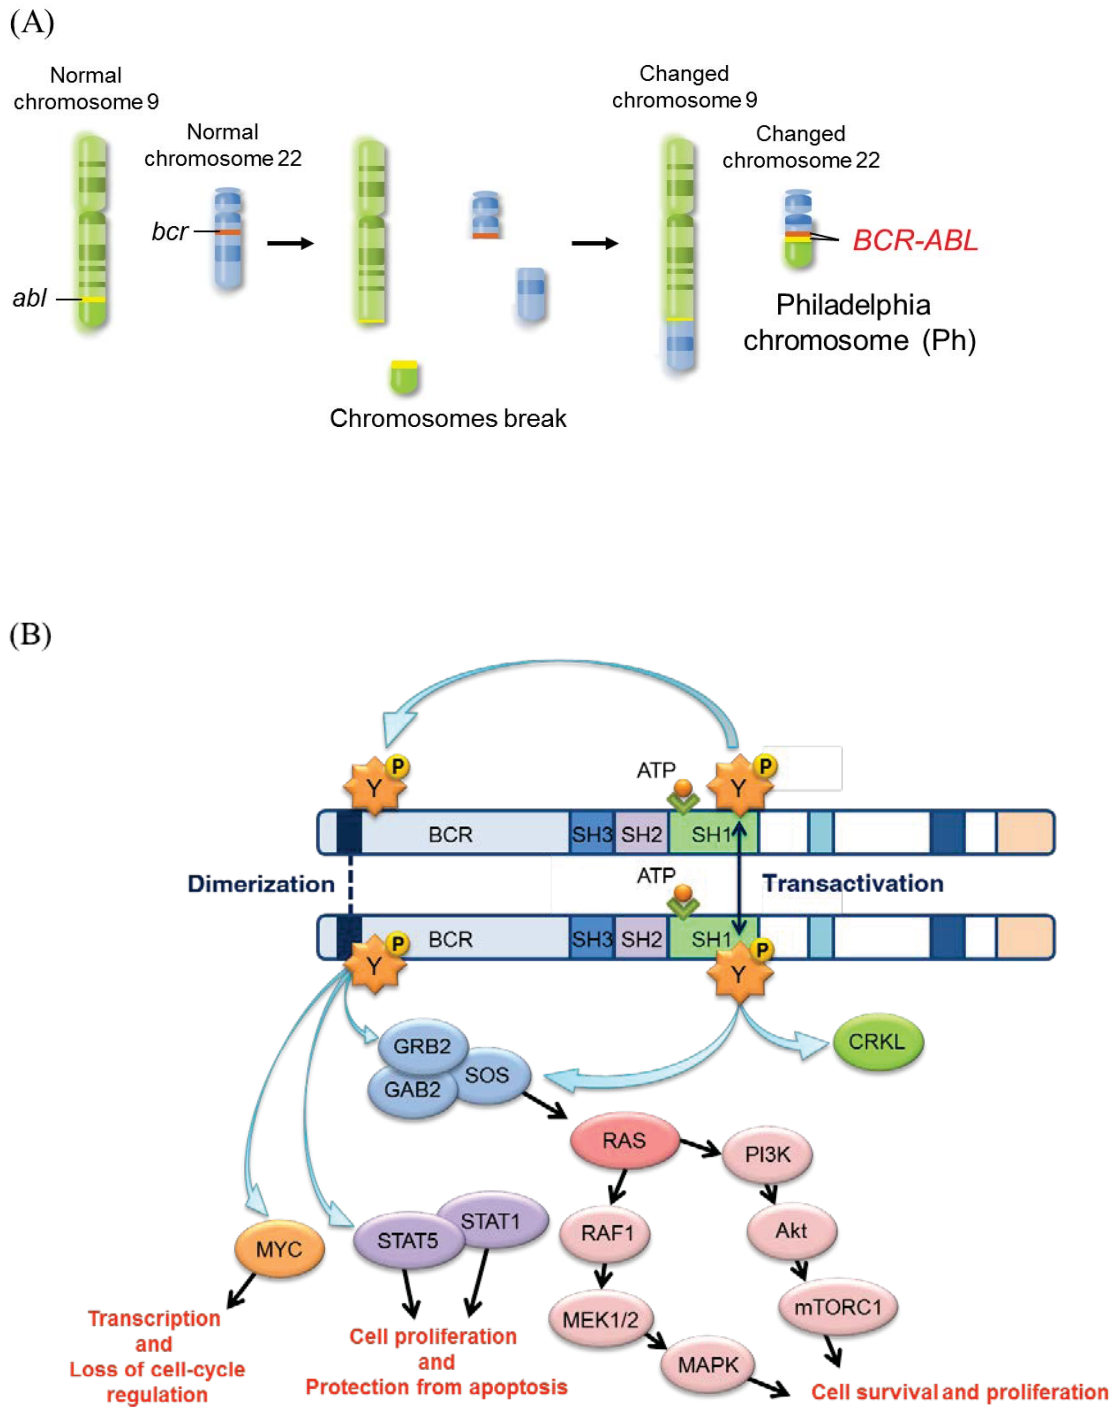 (A)
Normal
chromosome 9
Normal
chromosome 22
bcr
abl
Chromosomes break
Changed
chromosome 9
Changed
chromosome 22
BCR-ABL
Philadelphia
chromosome (Ph)
(B)
Y P
ATP
Y P
BCR SH3 SH2 SH1
Dimerization
ATP
Transactivation
BCR SH3 SH2 SH1
Y P
Y P
GRB2
GAB2
SOS
CRKL
RAS
PI3K
MYC
STAT5
STAT1
RAF1
Akt
MEK1/2
mTORC1
MAPK
Transcription
and
Loss of cell-cycle
regulation
Cell proliferation
and
Protection from apoptosis
Cell survival and proliferation